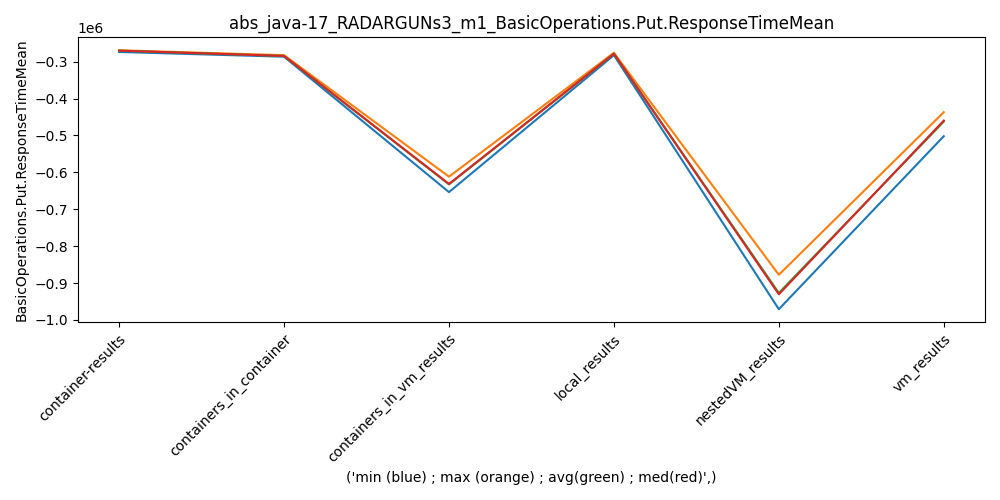 abs_java-17_RADARGUNs3_m1_BasicOperations.Put.ResponseTimeMean
1e6
BasicOperations.Put.ResponseTimeMean
−0.3
−0.4
−0.5
−0.6
−0.7
−0.8
−0.9
−1.0
container-results
containers_in_container
containers_in_vm_results
local_results
nestedVM_results
vm_results
('min (blue) ; max (orange) ; avg(green) ; med(red)',)